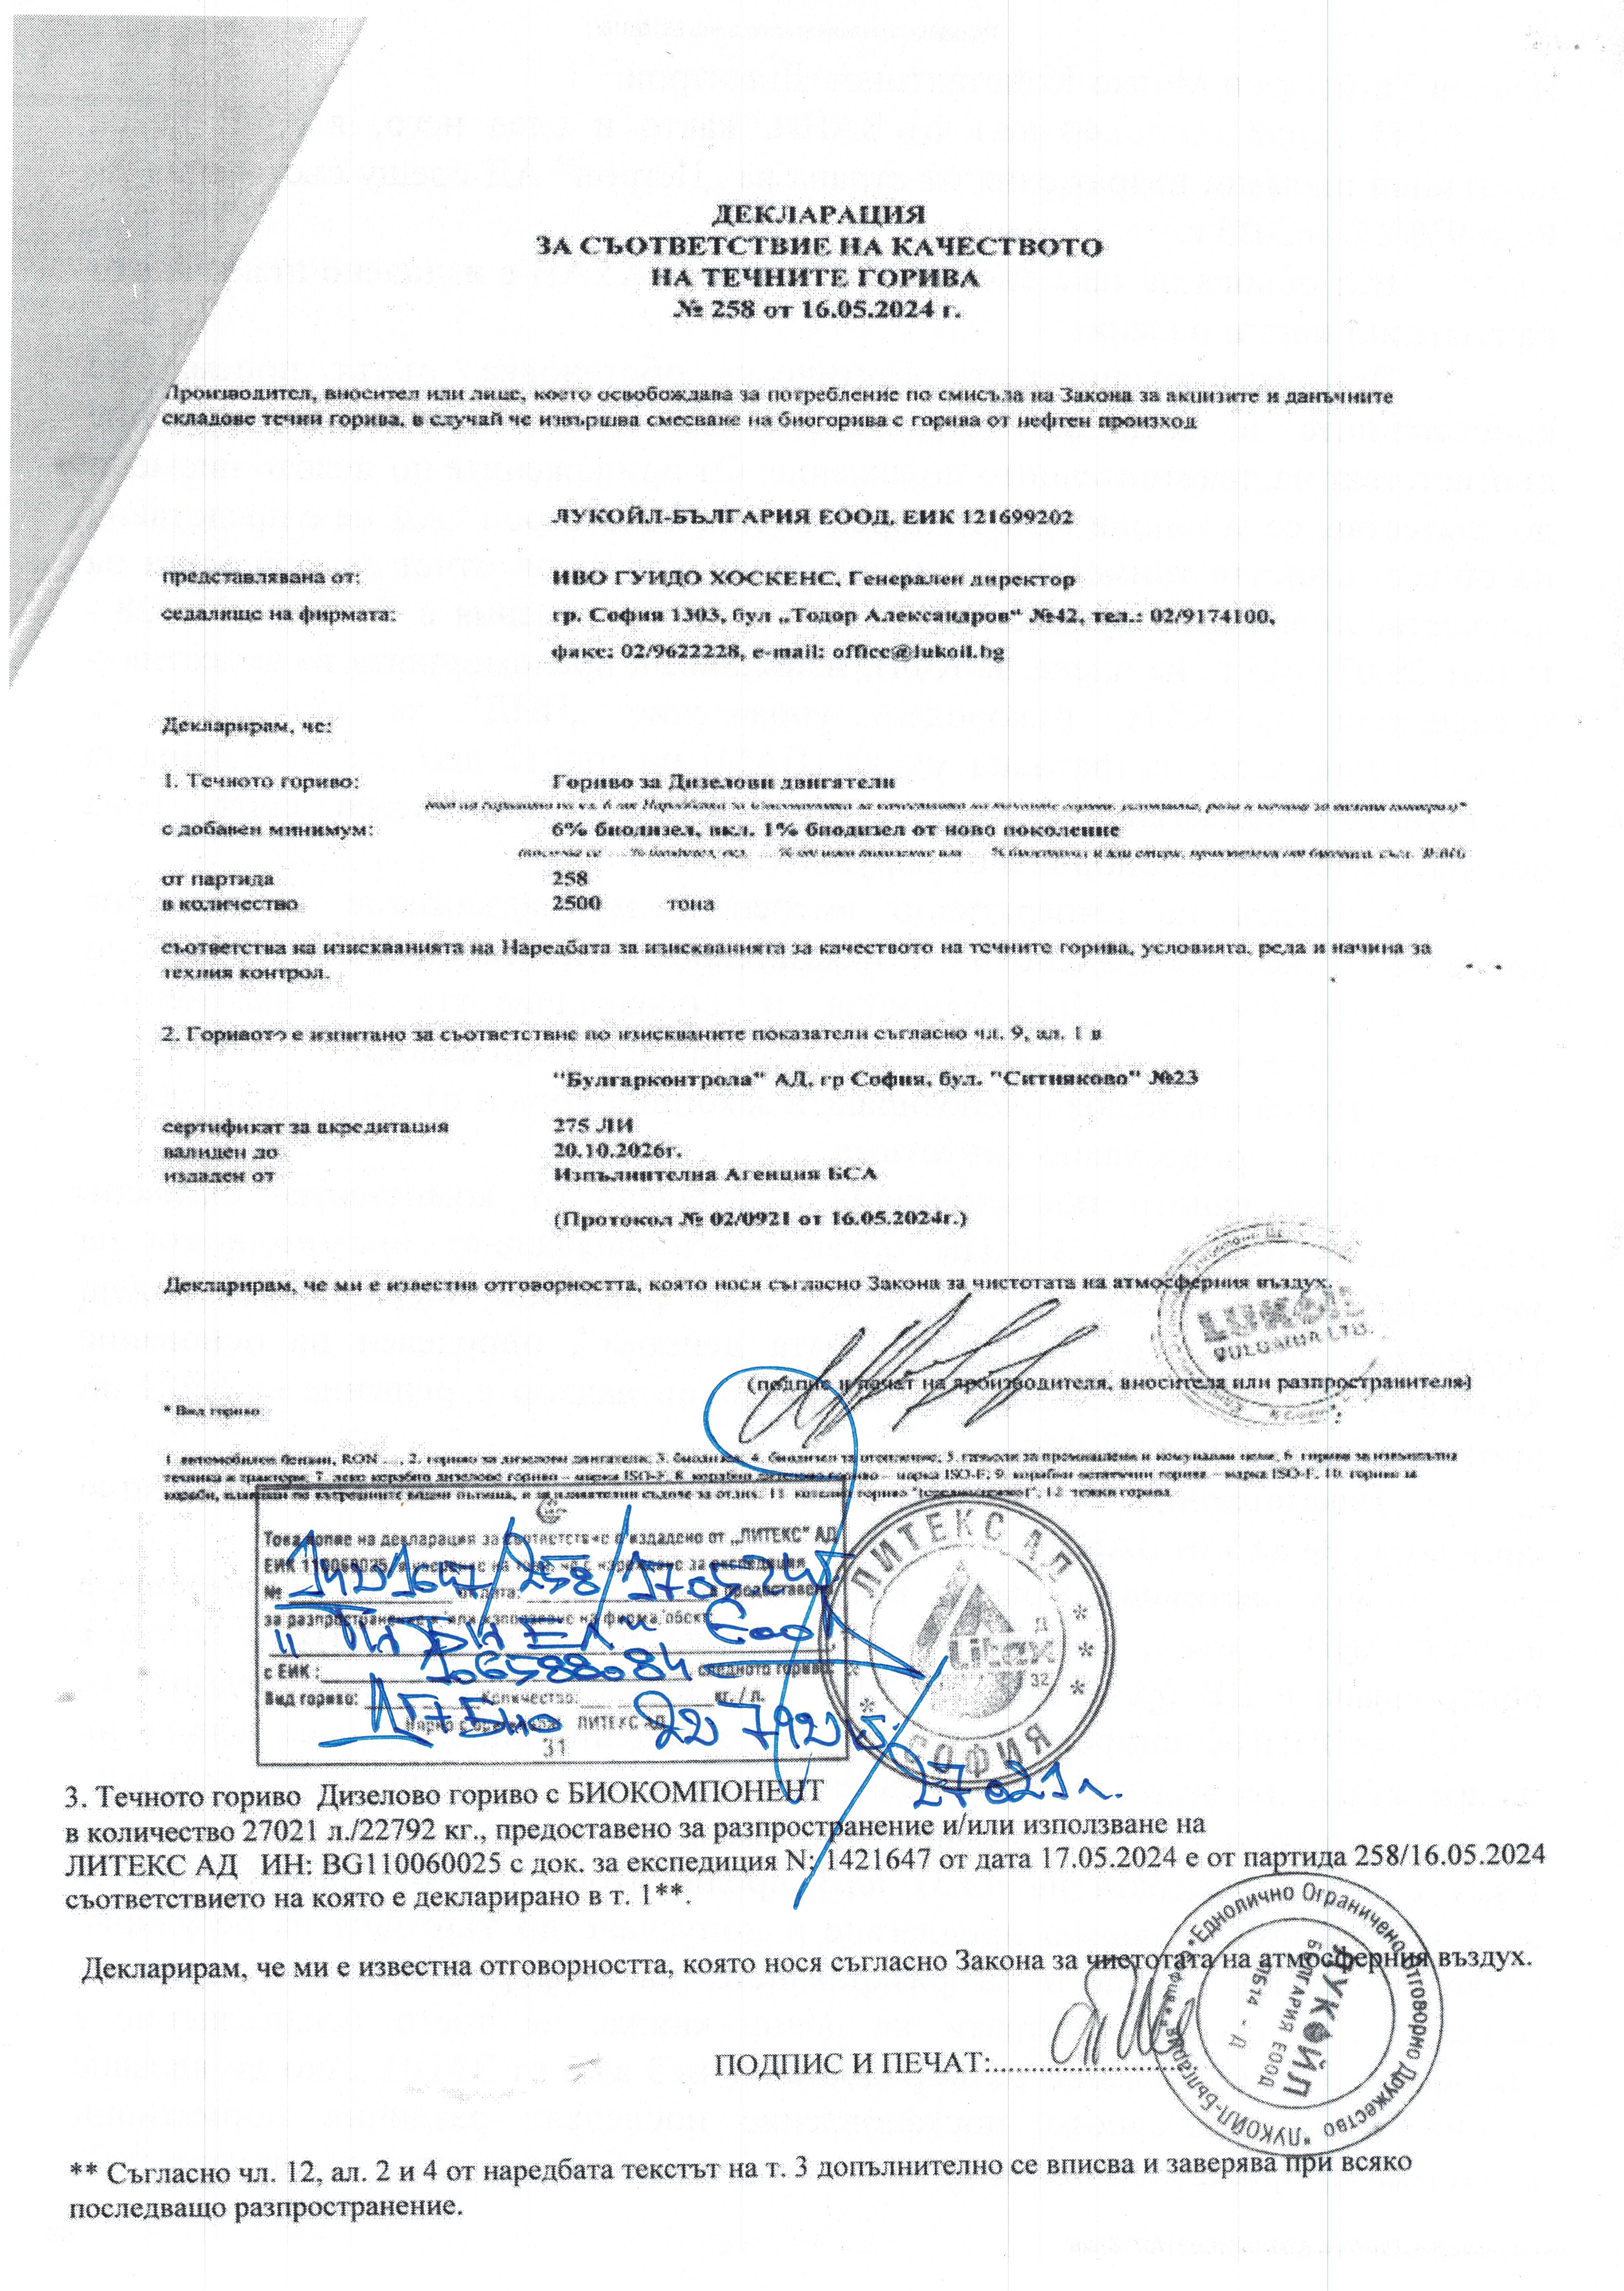 ДЕКЛАРАЦИЯ
ЗА СЪОТВЕТСТВИЕ НА КАЧЕСТВОТО
НА ТЕЧНИТЕ ГОРИВА
№ 258 от 16.05.2024 г.
Производител, вносител или лице, което освобождава за потребление по смисъла на Закона за акцизите и данъчните
складове течни горива, в случай че извършва смесване на биогорива с горива от нефтен произход
ЛУКОЙЛ-БЪЛГАРИЯ ЕООД, ЕИК 121699202
представлявана от: ИВО ГУИДО ХОСКЕНС, Генерален директор
седалище на фирмата: гр. София 1303, бул „Тодор Александров“ №42, тел.: 02/9174100,
факс: 02/9622228, e-mail: office@lukoil.bg
Декларирам, че:
1. Течното гориво: Гориво за Дизелови двигатели
с добавен минимум: 6% биодизел, вкл. 1% биодизел от ново поколение
от партида 258
в количество 2500 тона
съответства на изискванията на Наредбата за изискванията за качеството на течните горива, условията, реда и начина за
техния контрол.
2. Горивото е изпитано за съответствие по изискваните показатели съгласно чл. 9, ал. 1 в
"Булгарконтрола" АД, гр София, бул. "Ситняково" №23
сертификат за акредитация 275 ЛИ
валиден до 20.10.2026г.
издаден от Изпълнителна Агенция БСА
(Протокол № 02/0921 от 16.05.2024г.)
Декларирам, че ми е известна отговорността, която нося съгласно Закона за чистотата на атмосферния въздух.
LUKOIL
BULGARIA LTD.
(подпис и печат на производителя, вносителя или разпространителя)
* Вид гориво
1. автомобилен бензин, RON ..., 2. гориво за дизелови двигатели; 3. биодизел; 4. биодизел за отопление; 5. газьоли за промишлени и комунални цели; 6. гориво за извънпътна
техника и трактори; 7. леко корабно дизелово гориво – марка ISO-F; 8. корабно дизелово гориво – марка ISO-F; 9. корабни остатъчни горива – марка ISO-F; 10. гориво за
кораби, плаващи по вътрешните водни пътища, и за плавателни съдове за отдих; 11. котелно гориво
12. тежки горива
Това копие на декларация за съответствие е издадено от „ЛИТЕКС" АД
ЕИК 110060025
№ 1421647/258/170524г
за разпространение и/или използване на фирма/обект:
ЕООД
с ЕИК: 106588084 следното гориво:
Вид гориво: ДГ+Био Количество: 22792 кг. / л.
ЛИТЕКС АД
31
ЛИТЕКС АД
Д
Litex
32
СОФИЯ
27021л.
3. Течното гориво Дизелово гориво с БИОКОМПОНЕНТ
в количество 27021 л./22792 кг., предоставено за разпространение и/или използване на
ЛИТЕКС АД ИН: BG110060025 с док. за експедиция N: 1421647 от дата 17.05.2024 е от партида 258/16.05.2024
съответствието на която е декларирано в т. 1**.
Декларирам, че ми е известна отговорността, която нося съгласно Закона за чистотата на атмосферния въздух.
ПОДПИС И ПЕЧАТ:........................
"ЛУКОЙЛ-България" * София * Еднолично Ограничено Отговорно Дружество
ЛУКОЙЛ
БЪЛГАРИЯ ЕООД
ПБ14 - Д
** Съгласно чл. 12, ал. 2 и 4 от наредбата текстът на т. 3 допълнително се вписва и заверява при всяко
последващо разпространение.